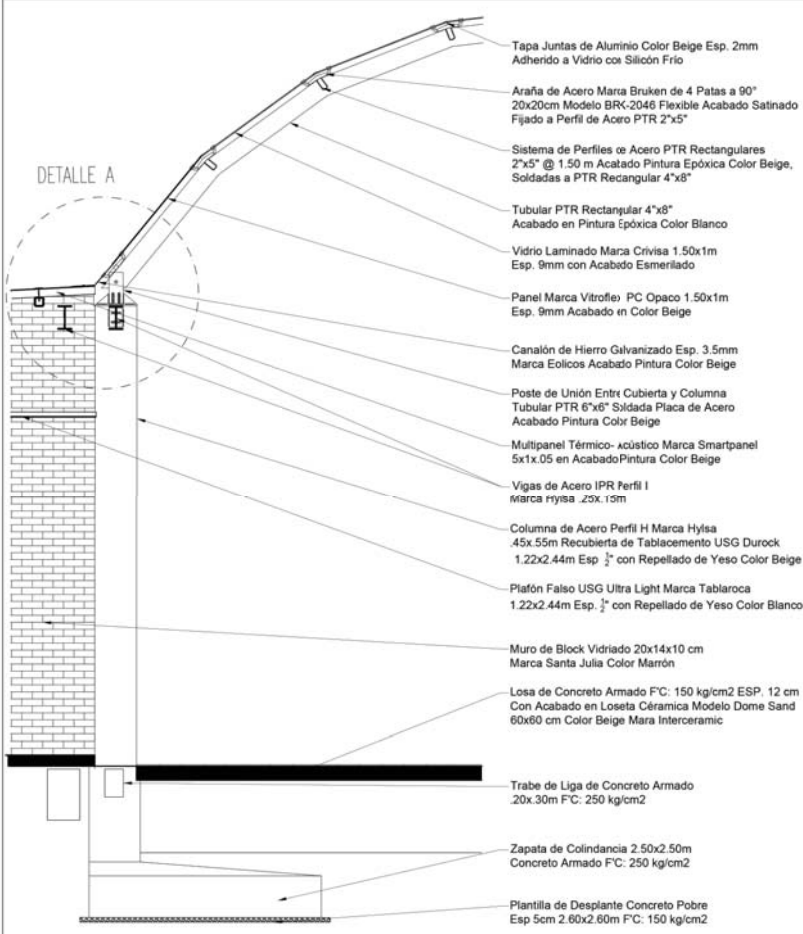 Tapa Juntas de Aluminio Color Beige Esp. 2mm
Adherido a Vidrio con Silicón Frío
Araña de Acero Marca Bruken de 4 Patas a 90°
20x20cm Modelo BRK-2046 Flexible Acabado Satinado
Fijado a Perfil de Acero PTR 2"x5"
Sistema de Perfiles de Acero PTR Rectangulares
2"x5" @ 1.50 m Acabado Pintura Epóxica Color Beige,
Soldadas a PTR Recangular 4"x8"
DETALLE A
Tubular PTR Rectangular 4"x8"
Acabado en Pintura Epóxica Color Blanco
Vidrio Laminado Marca Crivisa 1.50x1m
Esp. 9mm con Acabado Esmerilado
Panel Marca Vitroflex PC Opaco 1.50x1m
Esp. 9mm Acabado en Color Beige
Canalón de Hierro Galvanizado Esp. 3.5mm
Marca Eolicos Acabado Pintura Color Beige
Poste de Unión Entre Cubierta y Columna
Tubular PTR 6"x6" Soldada Placa de Acero
Acabado Pintura Color Beige
Multipanel Térmico- Acústico Marca Smartpanel
5x1x.05 en Acabado Pintura Color Beige
Vigas de Acero IPR Perfil I
Marca Hylsa .25x.15m
Columna de Acero Perfil H Marca Hylsa
.45x.55m Recubierta de Tablacemento USG Durock
1.22x2.44m Esp ½" con Repellado de Yeso Color Beige
Plafón Falso USG Ultra Light Marca Tablaroca
1.22x2.44m Esp. ½" con Repellado de Yeso Color Blanco
Muro de Block Vidriado 20x14x10 cm
Marca Santa Julia Color Marrón
Losa de Concreto Armado F'C: 150 kg/cm2 ESP. 12 cm
Con Acabado en Loseta Céramica Modelo Dome Sand
60x60 cm Color Beige Mara Interceramic
Trabe de Liga de Concreto Armado
.20x.30m F'C: 250 kg/cm2
Zapata de Colindancia 2.50x2.50m
Concreto Armado F'C: 250 kg/cm2
Plantilla de Desplante Concreto Pobre
Esp 5cm 2.60x2.60m F'C: 150 kg/cm2